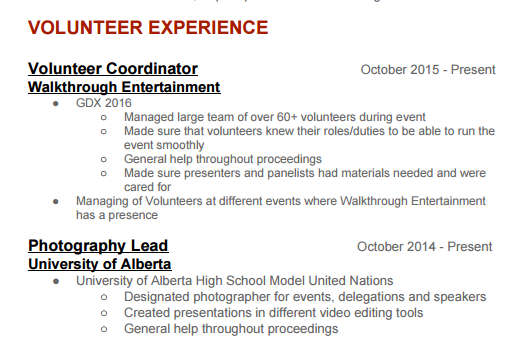 VOLUNTEER EXPERIENCE
Volunteer Coordinator October 2015 - Present
Walkthrough Entertainment
● GDX 2016
○ Managed large team of over 60+ volunteers during event
○ Made sure that volunteers knew their roles/duties to be able to run the
event smoothly
○ General help throughout proceedings
○ Made sure presenters and panelists had materials needed and were
cared for
● Managing of Volunteers at different events where Walkthrough Entertainment
has a presence
Photography Lead October 2014 - Present
University of Alberta
● University of Alberta High School Model United Nations
○ Designated photographer for events, delegations and speakers
○ Created presentations in different video editing tools
○ General help throughout proceedings